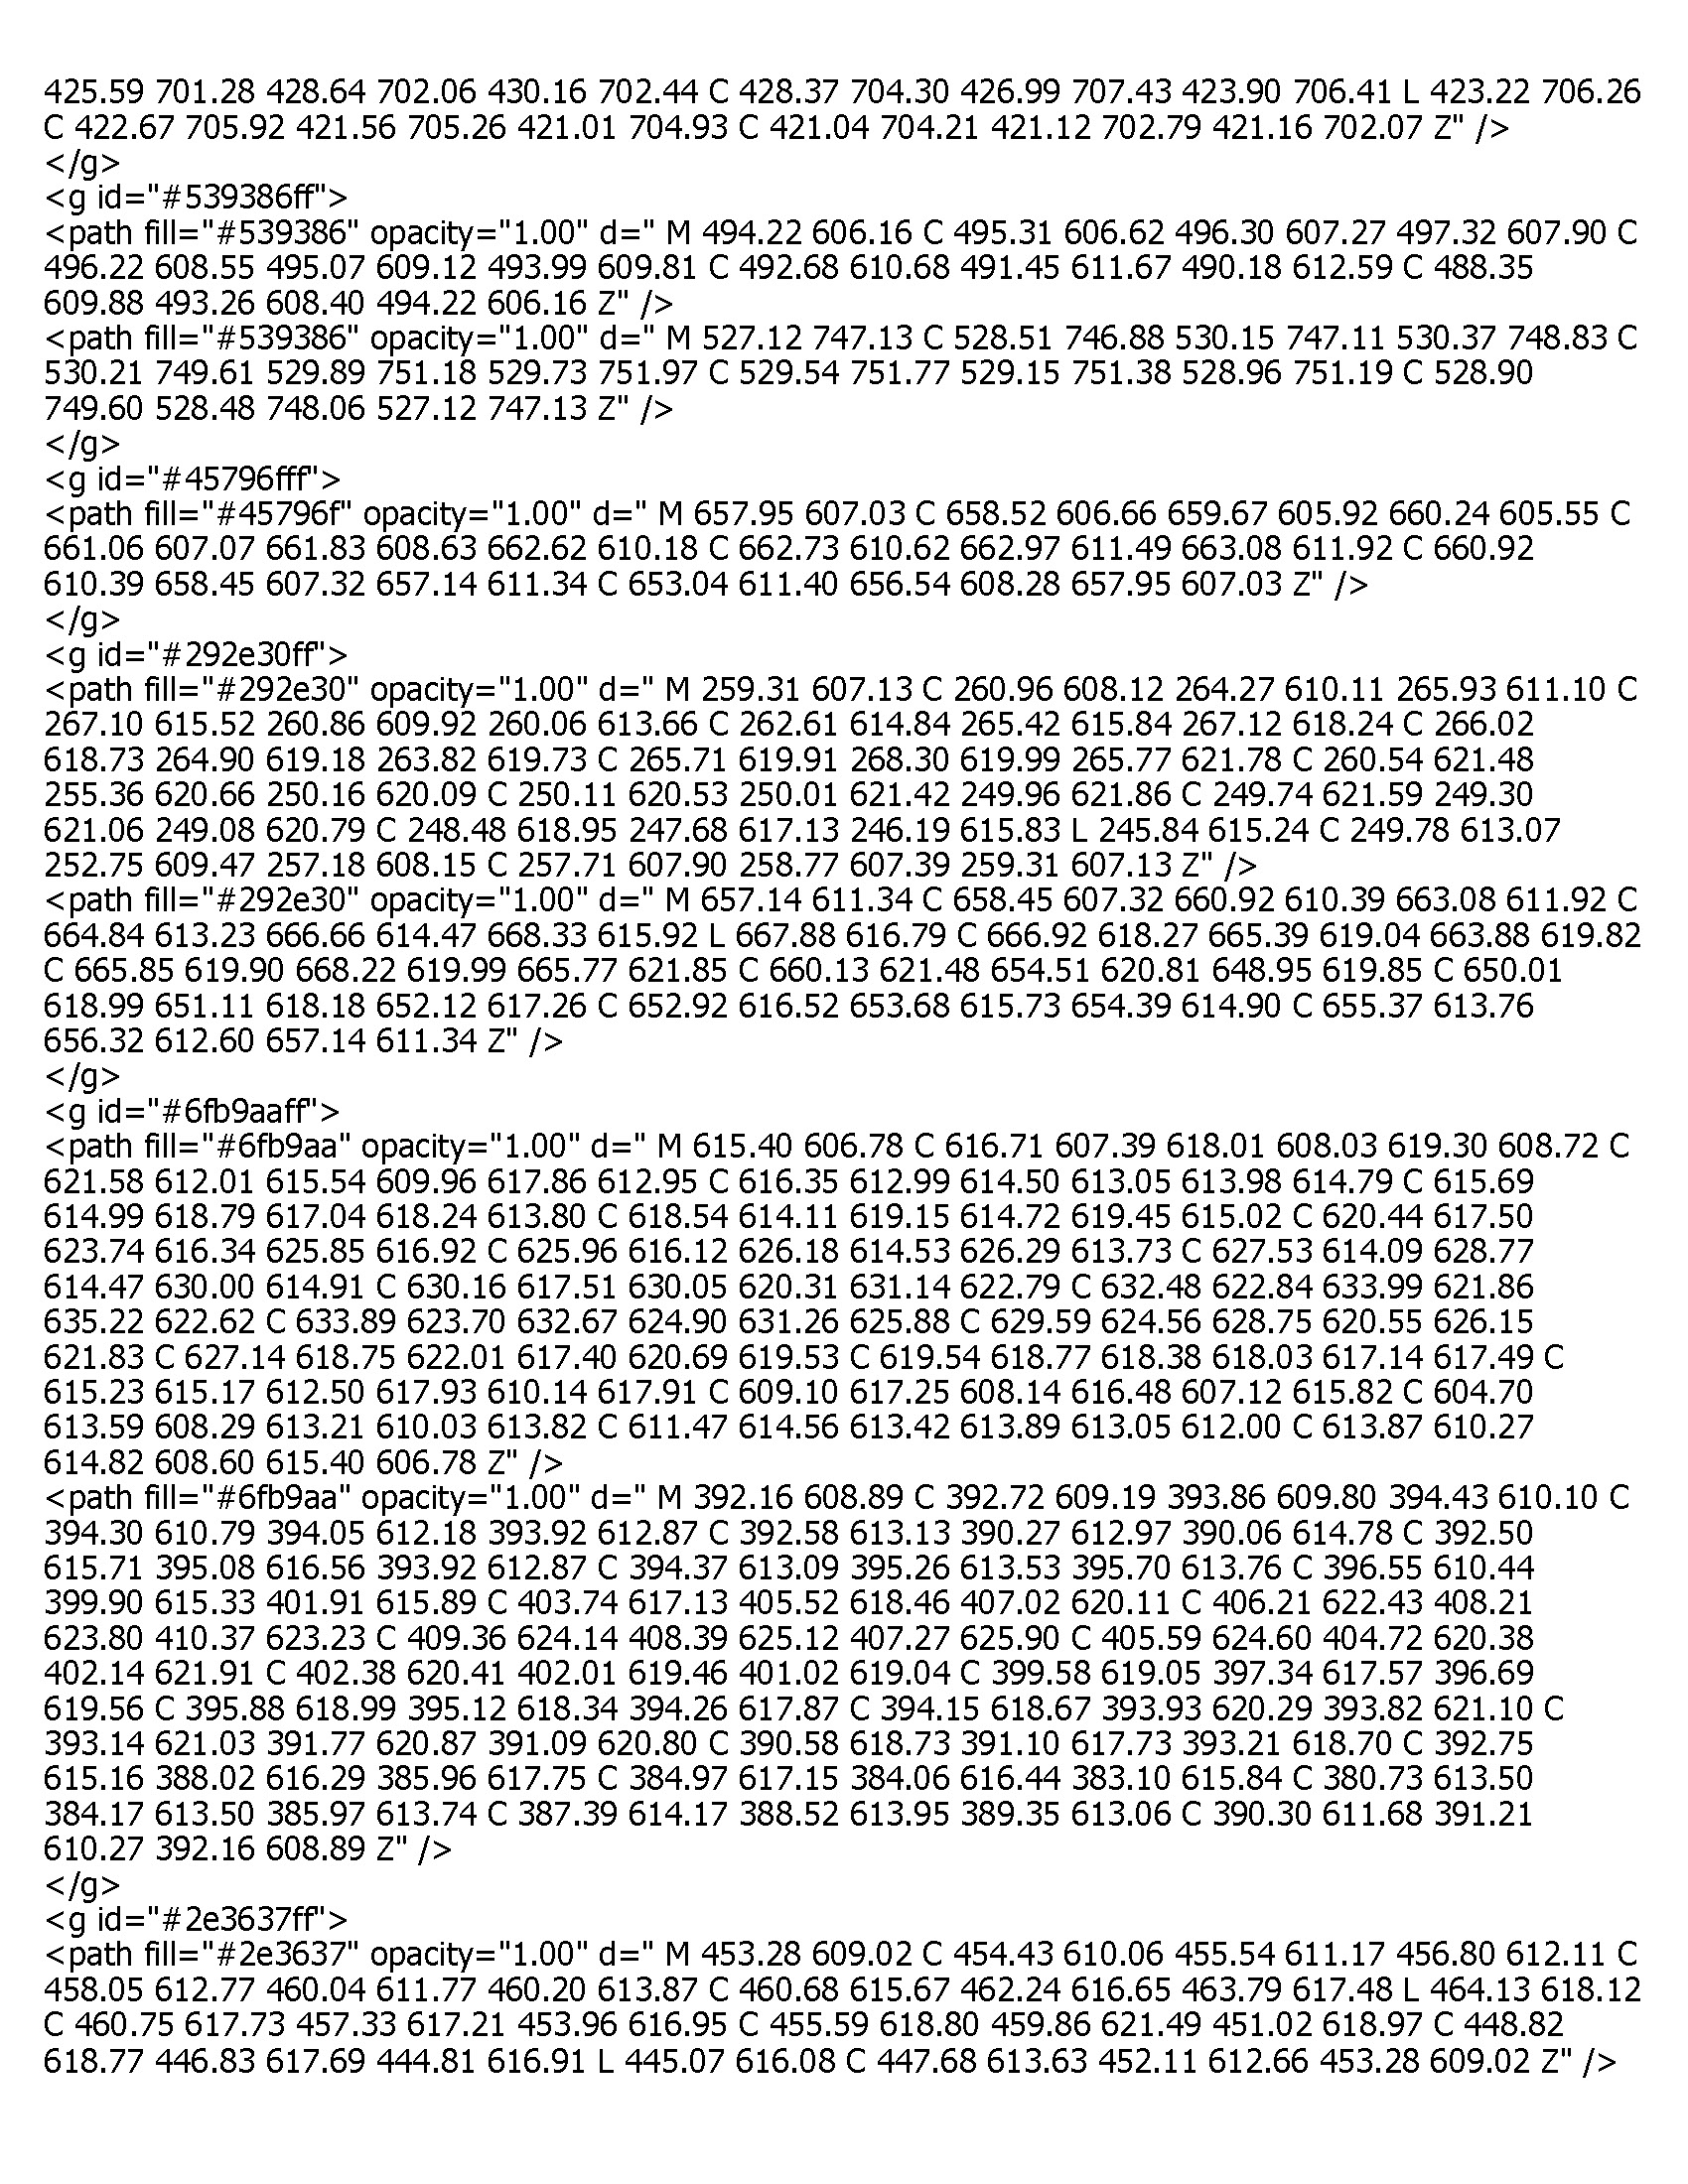 425.59 701.28 428.64 702.06 430.16 702.44 C 428.37 704.30 426.99 707.43 423.90 706.41 L 423.22 706.26
C 422.67 705.92 421.56 705.26 421.01 704.93 C 421.04 704.21 421.12 702.79 421.16 702.07 Z" />
</g>
<g id="#539386ff">
<path fill="#539386" opacity="1.00" d=" M 494.22 606.16 C 495.31 606.62 496.30 607.27 497.32 607.90 C
496.22 608.55 495.07 609.12 493.99 609.81 C 492.68 610.68 491.45 611.67 490.18 612.59 C 488.35
609.88 493.26 608.40 494.22 606.16 Z" />
<path fill="#539386" opacity="1.00" d=" M 527.12 747.13 C 528.51 746.88 530.15 747.11 530.37 748.83 C
530.21 749.61 529.89 751.18 529.73 751.97 C 529.54 751.77 529.15 751.38 528.96 751.19 C 528.90
749.60 528.48 748.06 527.12 747.13 Z" />
</g>
<g id="#45796fff">
<path fill="#45796f" opacity="1.00" d=" M 657.95 607.03 C 658.52 606.66 659.67 605.92 660.24 605.55 C
661.06 607.07 661.83 608.63 662.62 610.18 C 662.73 610.62 662.97 611.49 663.08 611.92 C 660.92
610.39 658.45 607.32 657.14 611.34 C 653.04 611.40 656.54 608.28 657.95 607.03 Z" />
</g>
<g id="#292e30ff">
<path fill="#292e30" opacity="1.00" d=" M 259.31 607.13 C 260.96 608.12 264.27 610.11 265.93 611.10 C
267.10 615.52 260.86 609.92 260.06 613.66 C 262.61 614.84 265.42 615.84 267.12 618.24 C 266.02
618.73 264.90 619.18 263.82 619.73 C 265.71 619.91 268.30 619.99 265.77 621.78 C 260.54 621.48
255.36 620.66 250.16 620.09 C 250.11 620.53 250.01 621.42 249.96 621.86 C 249.74 621.59 249.30
621.06 249.08 620.79 C 248.48 618.95 247.68 617.13 246.19 615.83 L 245.84 615.24 C 249.78 613.07
252.75 609.47 257.18 608.15 C 257.71 607.90 258.77 607.39 259.31 607.13 Z" />
<path fill="#292e30" opacity="1.00" d=" M 657.14 611.34 C 658.45 607.32 660.92 610.39 663.08 611.92 C
664.84 613.23 666.66 614.47 668.33 615.92 L 667.88 616.79 C 666.92 618.27 665.39 619.04 663.88 619.82
C 665.85 619.90 668.22 619.99 665.77 621.85 C 660.13 621.48 654.51 620.81 648.95 619.85 C 650.01
618.99 651.11 618.18 652.12 617.26 C 652.92 616.52 653.68 615.73 654.39 614.90 C 655.37 613.76
656.32 612.60 657.14 611.34 Z" />
</g>
<g id="#6fb9aaff">
<path fill="#6fb9aa" opacity="1.00" d=" M 615.40 606.78 C 616.71 607.39 618.01 608.03 619.30 608.72 C
621.58 612.01 615.54 609.96 617.86 612.95 C 616.35 612.99 614.50 613.05 613.98 614.79 C 615.69
614.99 618.79 617.04 618.24 613.80 C 618.54 614.11 619.15 614.72 619.45 615.02 C 620.44 617.50
623.74 616.34 625.85 616.92 C 625.96 616.12 626.18 614.53 626.29 613.73 C 627.53 614.09 628.77
614.47 630.00 614.91 C 630.16 617.51 630.05 620.31 631.14 622.79 C 632.48 622.84 633.99 621.86
635.22 622.62 C 633.89 623.70 632.67 624.90 631.26 625.88 C 629.59 624.56 628.75 620.55 626.15
621.83 C 627.14 618.75 622.01 617.40 620.69 619.53 C 619.54 618.77 618.38 618.03 617.14 617.49 C
615.23 615.17 612.50 617.93 610.14 617.91 C 609.10 617.25 608.14 616.48 607.12 615.82 C 604.70
613.59 608.29 613.21 610.03 613.82 C 611.47 614.56 613.42 613.89 613.05 612.00 C 613.87 610.27
614.82 608.60 615.40 606.78 Z" />
<path fill="#6fb9aa" opacity="1.00" d=" M 392.16 608.89 C 392.72 609.19 393.86 609.80 394.43 610.10 C
394.30 610.79 394.05 612.18 393.92 612.87 C 392.58 613.13 390.27 612.97 390.06 614.78 C 392.50
615.71 395.08 616.56 393.92 612.87 C 394.37 613.09 395.26 613.53 395.70 613.76 C 396.55 610.44
399.90 615.33 401.91 615.89 C 403.74 617.13 405.52 618.46 407.02 620.11 C 406.21 622.43 408.21
623.80 410.37 623.23 C 409.36 624.14 408.39 625.12 407.27 625.90 C 405.59 624.60 404.72 620.38
402.14 621.91 C 402.38 620.41 402.01 619.46 401.02 619.04 C 399.58 619.05 397.34 617.57 396.69
619.56 C 395.88 618.99 395.12 618.34 394.26 617.87 C 394.15 618.67 393.93 620.29 393.82 621.10 C
393.14 621.03 391.77 620.87 391.09 620.80 C 390.58 618.73 391.10 617.73 393.21 618.70 C 392.75
615.16 388.02 616.29 385.96 617.75 C 384.97 617.15 384.06 616.44 383.10 615.84 C 380.73 613.50
384.17 613.50 385.97 613.74 C 387.39 614.17 388.52 613.95 389.35 613.06 C 390.30 611.68 391.21
610.27 392.16 608.89 Z" />
</g>
<g id="#2e3637ff">
<path fill="#2e3637" opacity="1.00" d=" M 453.28 609.02 C 454.43 610.06 455.54 611.17 456.80 612.11 C
458.05 612.77 460.04 611.77 460.20 613.87 C 460.68 615.67 462.24 616.65 463.79 617.48 L 464.13 618.12
C 460.75 617.73 457.33 617.21 453.96 616.95 C 455.59 618.80 459.86 621.49 451.02 618.97 C 448.82
618.77 446.83 617.69 444.81 616.91 L 445.07 616.08 C 447.68 613.63 452.11 612.66 453.28 609.02 Z" />